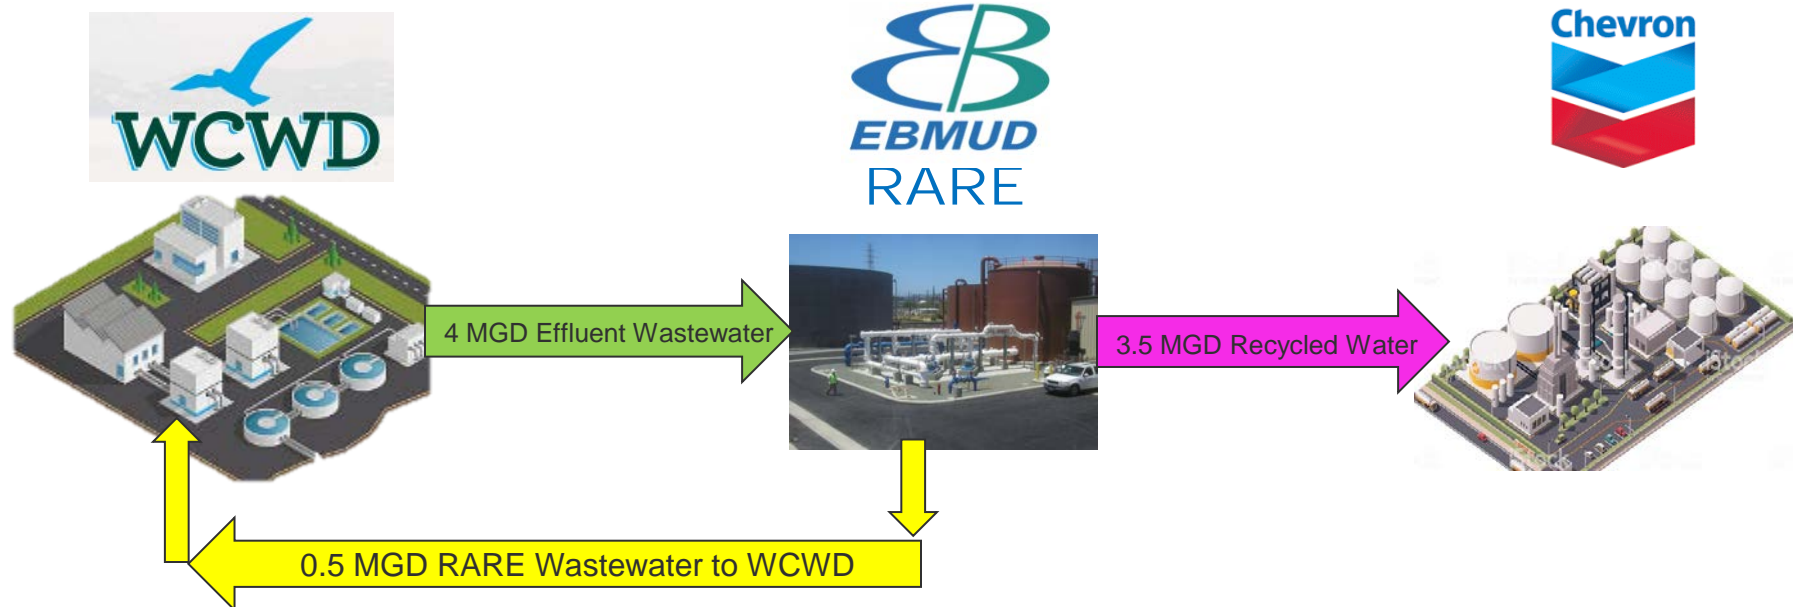 WCWD
EBMUD
RARE
Chevron
4 MGD Effluent Wastewater
3.5 MGD Recycled Water
0.5 MGD RARE Wastewater to WCWD
iStock